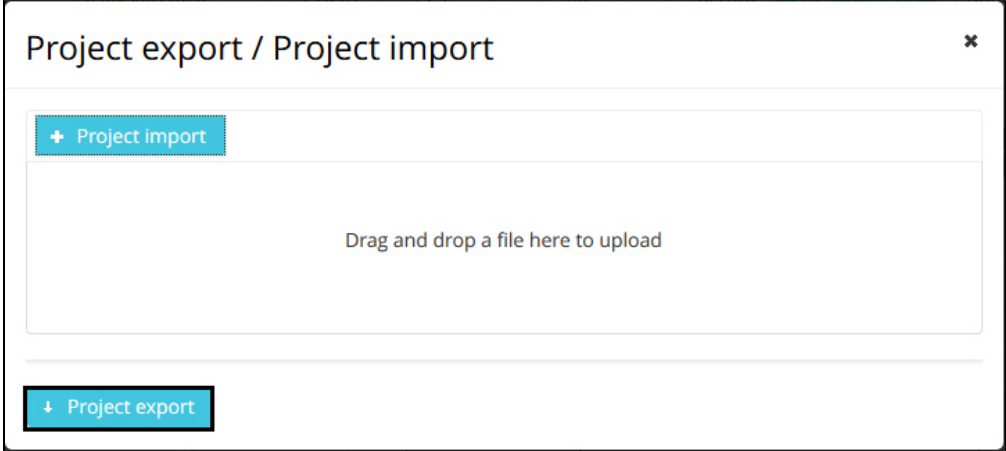 Project export / Project import
Project import
Drag and drop a file here to upload
Project export